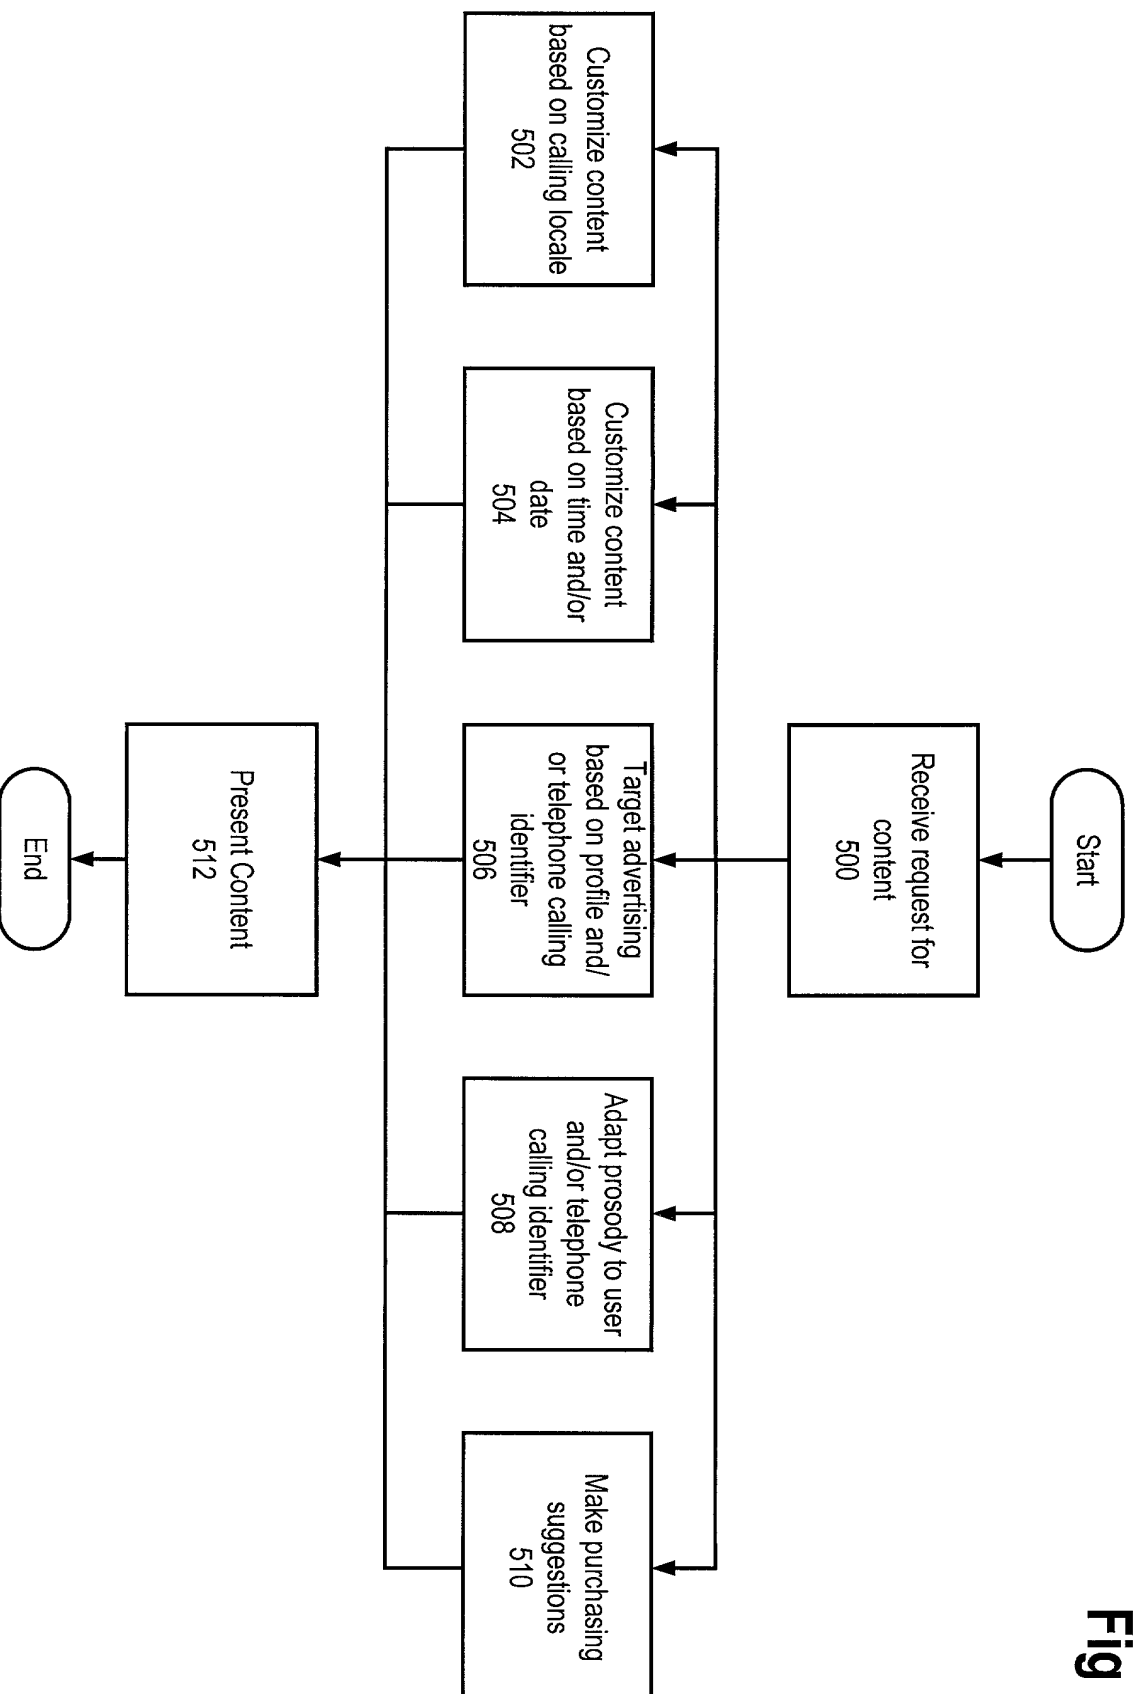 Fig
Start
Receive request for
content
500
Customize content
based on calling locale
502
Customize content
based on time and/or
date
504
Target advertising
based on profile and/
or telephone calling
identifier
506
Adapt prosody to user
and/or telephone
calling identifier
508
Make purchasing
suggestions
510
Present Content
512
End